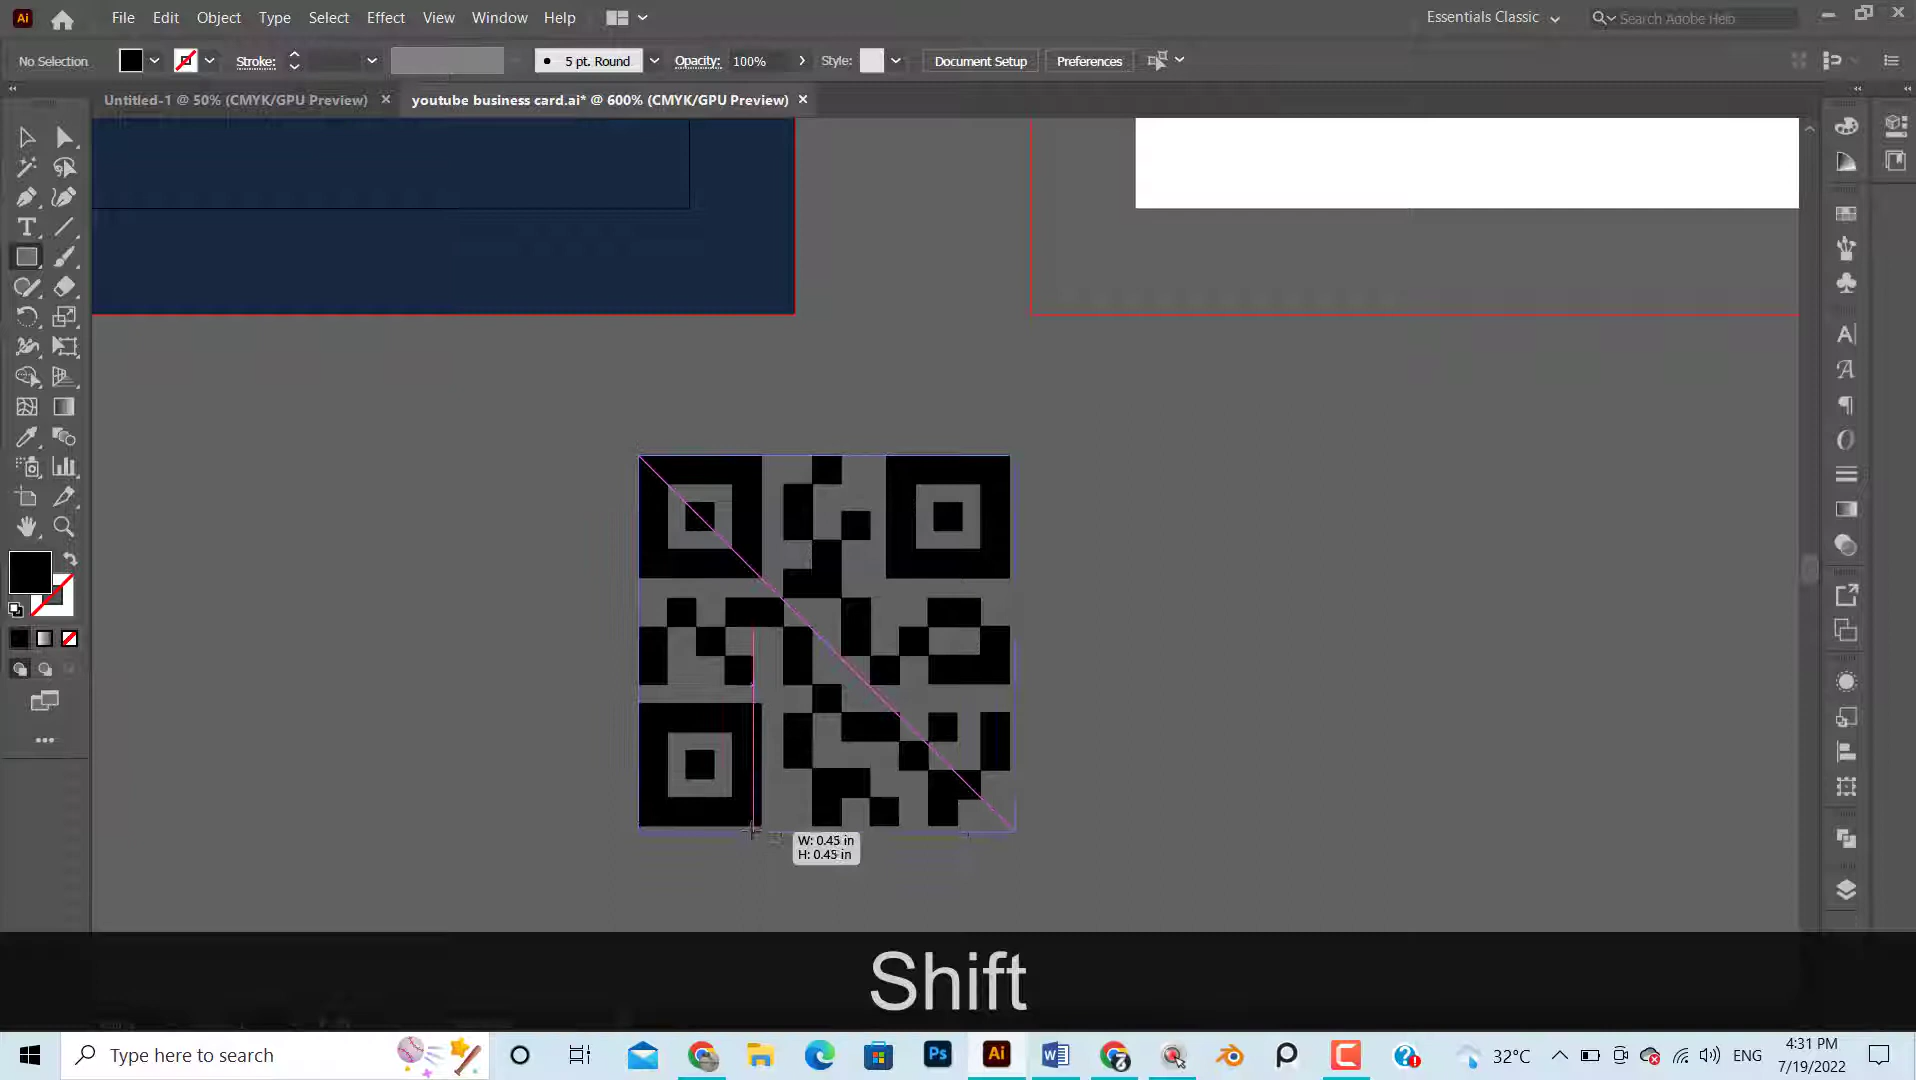 Ai File Edit Object Type Select Effect View Window Help Essentials Classic Search Adobe Help
No Selection Stroke: 5 pt. Round Opacity: 100% Style: Document Setup Preferences
Untitled-1 @ 50% (CMYK/GPU Preview) youtube business card.ai* @ 600% (CMYK/GPU Preview)
W: 0.45 in
H: 0.45 in
Shift
Type here to search Ps Ai 32°C ENG 4:31 PM
7/19/2022